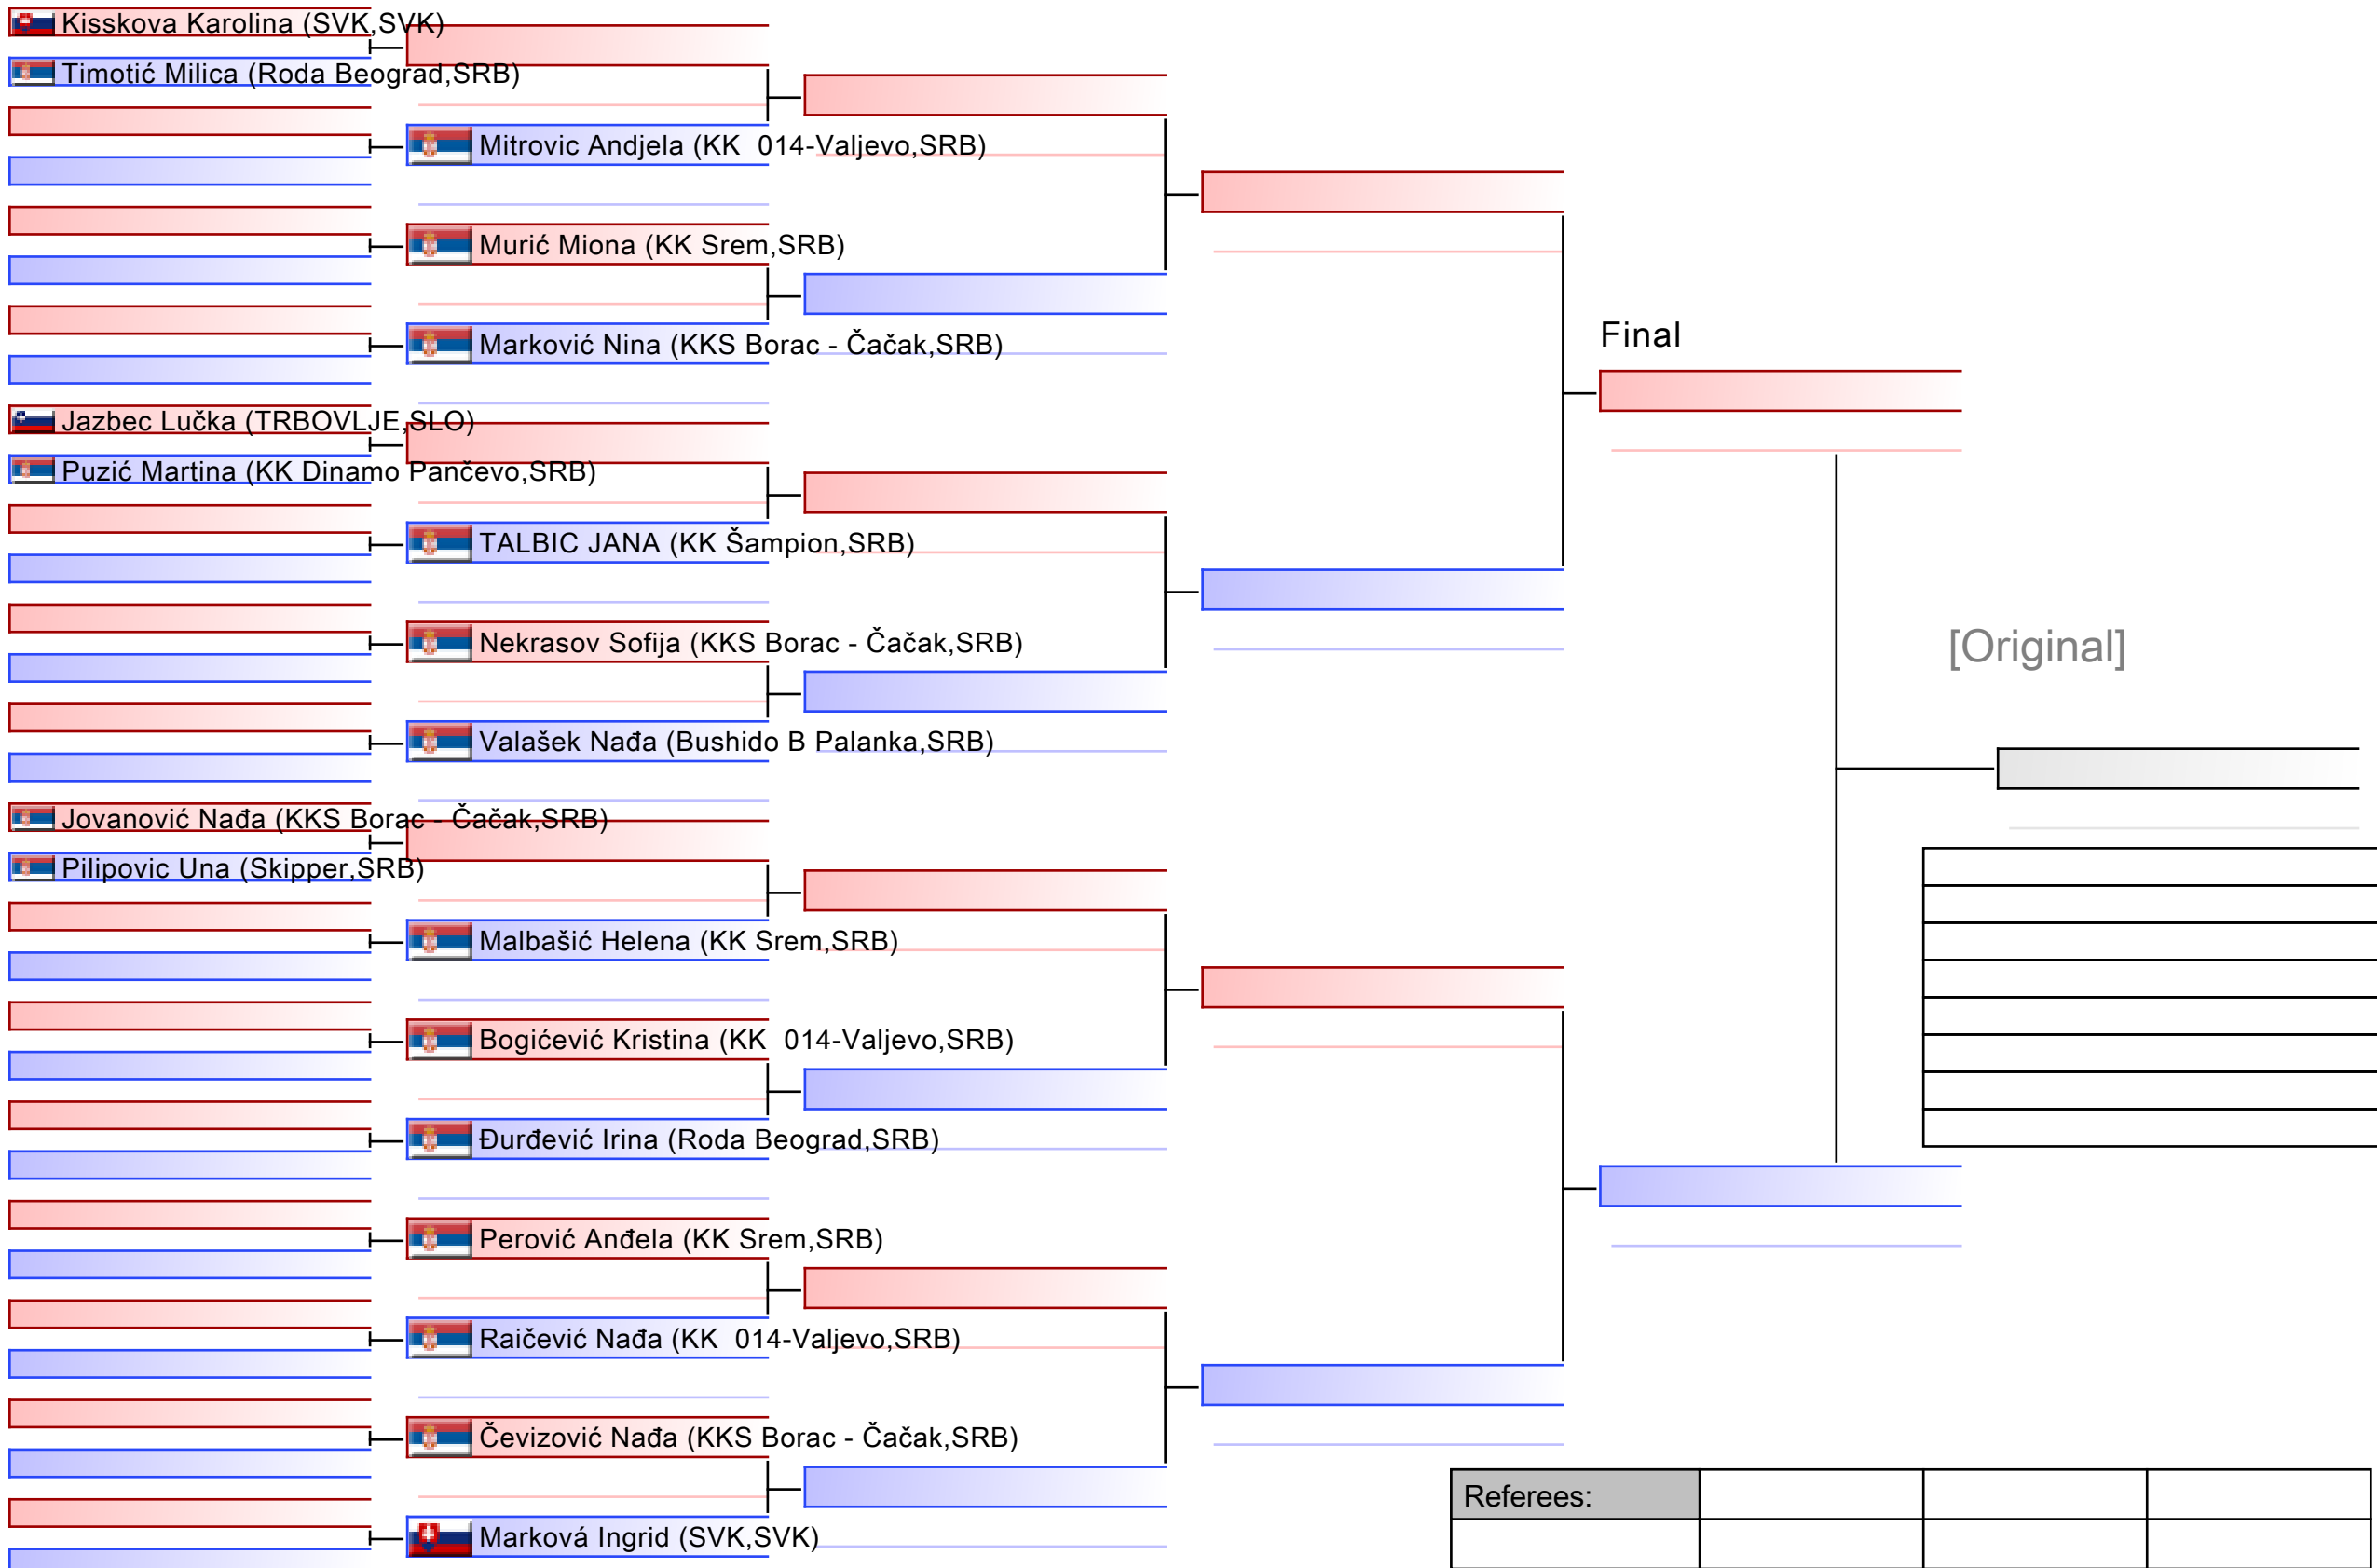 Kisskova Karolina (SVK,SVK)
Timotić Milica (Roda Beograd,SRB)
Mitrovic Andjela (KK  014-Valjevo,SRB)
Murić Miona (KK Srem,SRB)
Marković Nina (KKS Borac - Čačak,SRB)
Jazbec Lučka (TRBOVLJE,SLO)
Puzić Martina (KK Dinamo Pančevo,SRB)
TALBIC JANA (KK Šampion,SRB)
Nekrasov Sofija (KKS Borac - Čačak,SRB)
Valašek Nađa (Bushido B Palanka,SRB)
Jovanović Nađa (KKS Borac - Čačak,SRB)
Pilipovic Una (Skipper,SRB)
Malbašić Helena (KK Srem,SRB)
Bogićević Kristina (KK  014-Valjevo,SRB)
Đurđević Irina (Roda Beograd,SRB)
Perović Anđela (KK Srem,SRB)
Raičević Nađa (KK  014-Valjevo,SRB)
Čevizović Nađa (KKS Borac - Čačak,SRB)
Marková Ingrid (SVK,SVK)
Final
[Original]
Referees: